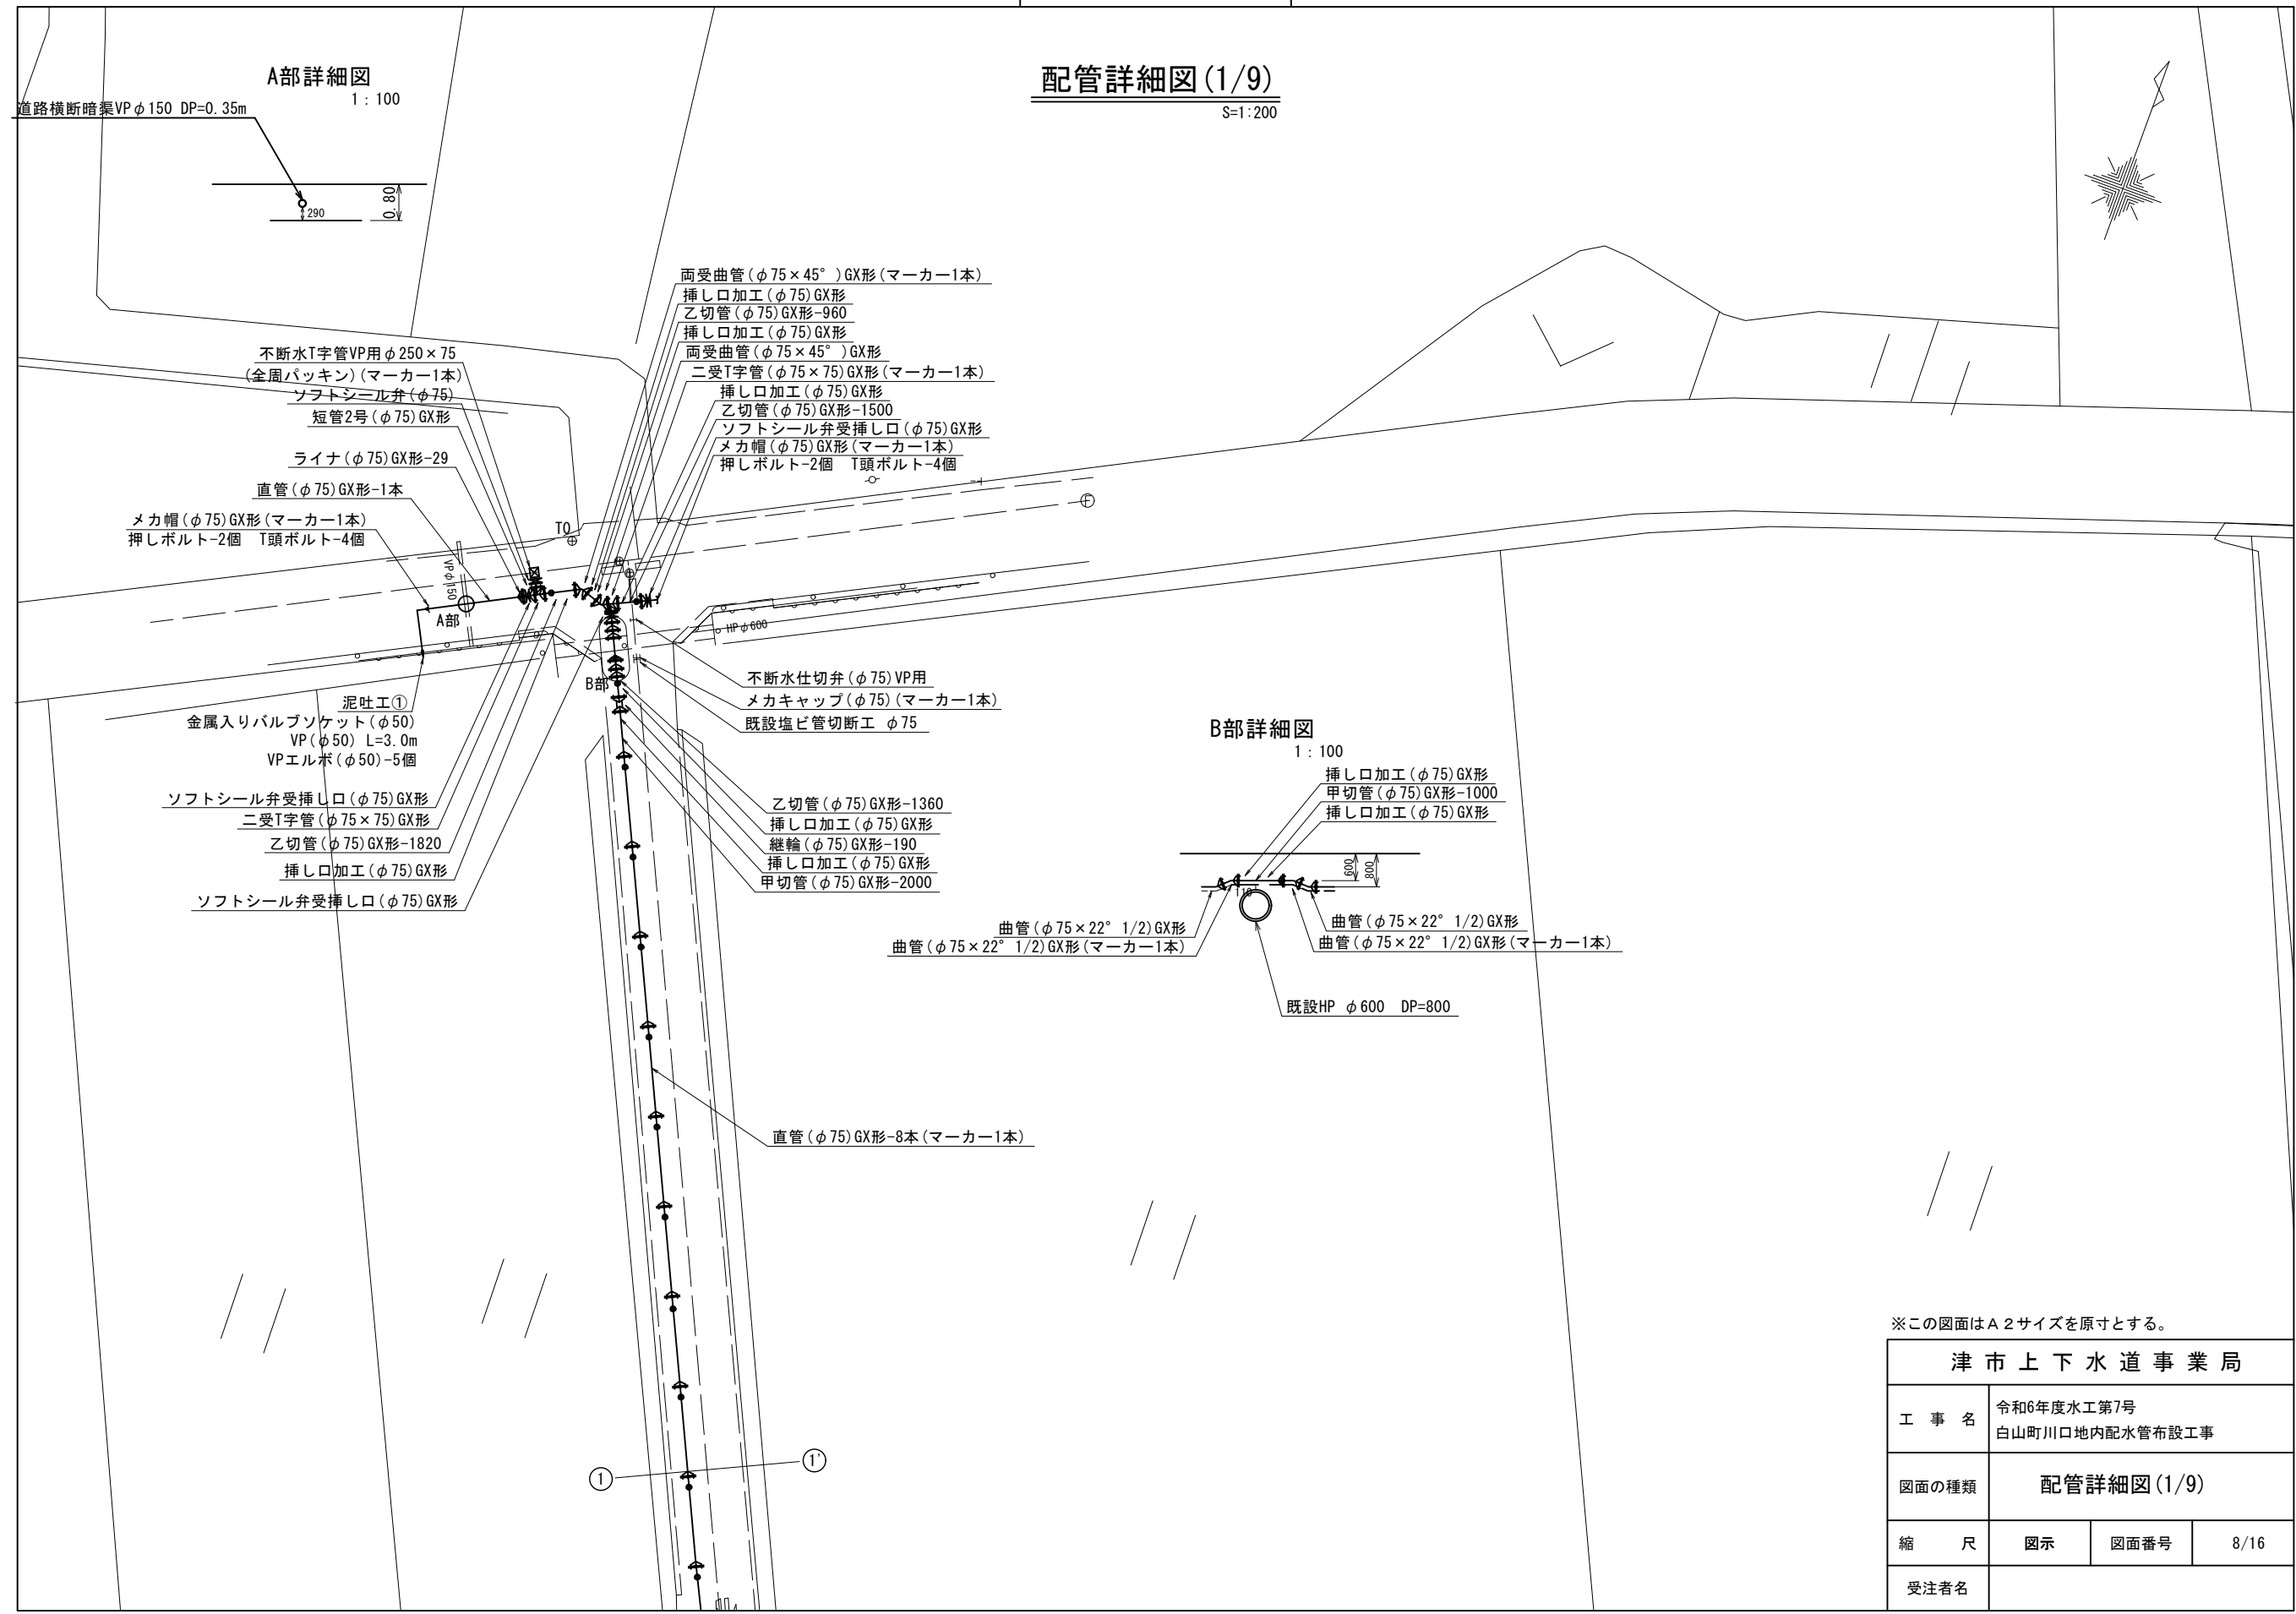 配管詳細図(1/9)
S=1:200
A部詳細図
1：100
道路横断暗渠VPφ150 DP=0.35m
290
0.80
両受曲管(φ75×45°)GX形(マーカー1本)
挿し口加工(φ75)GX形
乙切管(φ75)GX形-960
挿し口加工(φ75)GX形
両受曲管(φ75×45°)GX形
二受T字管(φ75×75)GX形(マーカー1本)
挿し口加工(φ75)GX形
乙切管(φ75)GX形-1500
ソフトシール弁受挿し口(φ75)GX形
メカ帽(φ75)GX形(マーカー1本)
押しボルト-2個　T頭ボルト-4個
不断水T字管VP用φ250×75
(全周パッキン)(マーカー1本)
ソフトシール弁(φ75)
短管2号(φ75)GX形
ライナ(φ75)GX形-29
直管(φ75)GX形-1本
メカ帽(φ75)GX形(マーカー1本)
押しボルト-2個　T頭ボルト-4個
TO
F
VPφ150
A部
HPφ600
B部
泥吐工①
金属入りバルブソケット(φ50)
VP(φ50) L=3.0m
VPエルボ(φ50)-5個
ソフトシール弁受挿し口(φ75)GX形
二受T字管(φ75×75)GX形
乙切管(φ75)GX形-1820
挿し口加工(φ75)GX形
ソフトシール弁受挿し口(φ75)GX形
不断水仕切弁(φ75)VP用
メカキャップ(φ75)(マーカー1本)
既設塩ビ管切断工 φ75
乙切管(φ75)GX形-1360
挿し口加工(φ75)GX形
継輪(φ75)GX形-190
挿し口加工(φ75)GX形
甲切管(φ75)GX形-2000
直管(φ75)GX形-8本(マーカー1本)
① ①'
B部詳細図
1：100
挿し口加工(φ75)GX形
甲切管(φ75)GX形-1000
挿し口加工(φ75)GX形
600
800
曲管(φ75×22°1/2)GX形
曲管(φ75×22°1/2)GX形(マーカー1本)
曲管(φ75×22°1/2)GX形
曲管(φ75×22°1/2)GX形(マーカー1本)
既設HP φ600 DP=800
※この図面はＡ２サイズを原寸とする。
津市上下水道事業局
工事名
令和6年度水工第7号
白山町川口地内配水管布設工事
図面の種類 配管詳細図(1/9)
縮尺 図示 図面番号 8/16
受注者名